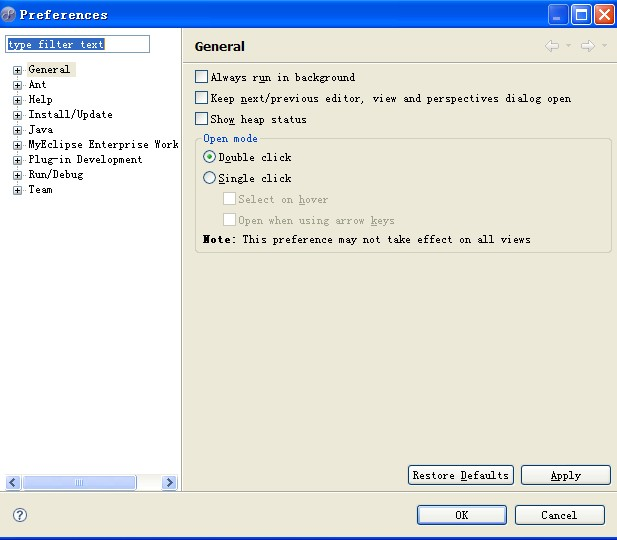 Preferences
type filter text
General
Ant
Help
Install/Update
Java
MyEclipse Enterprise Work
Plug-in Development
Run/Debug
Team
General
Always run in background
Keep next/previous editor, view and perspectives dialog open
Show heap status
Open mode
Double click
Single click
Select on hover
Open when using arrow keys
Note: This preference may not take effect on all views
Restore Defaults
Apply
?
OK
Cancel